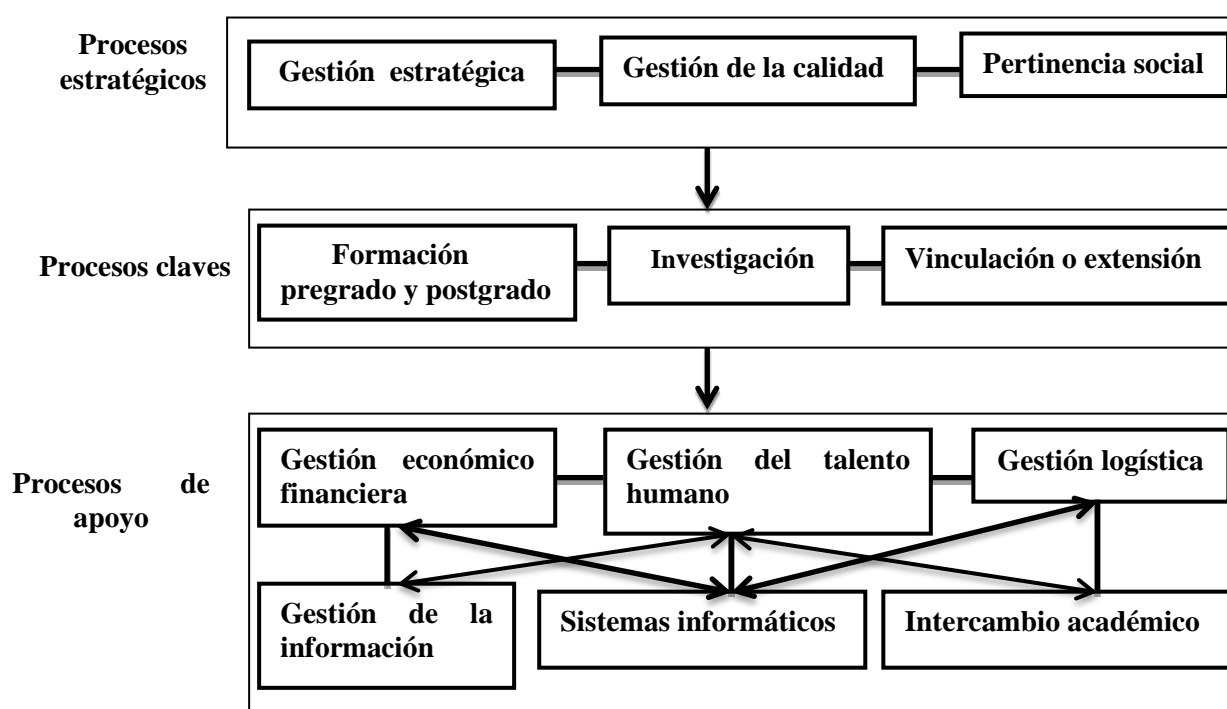 Procesos
estratégicos
Gestión estratégica
Gestión de la calidad
Pertinencia social
Procesos claves
Formación
pregrado y postgrado
Investigación
Vinculación o extensión
Procesos de
apoyo
Gestión económico
financiera
Gestión del talento
humano
Gestión logística
Gestión de la
información
Sistemas informáticos
Intercambio académico